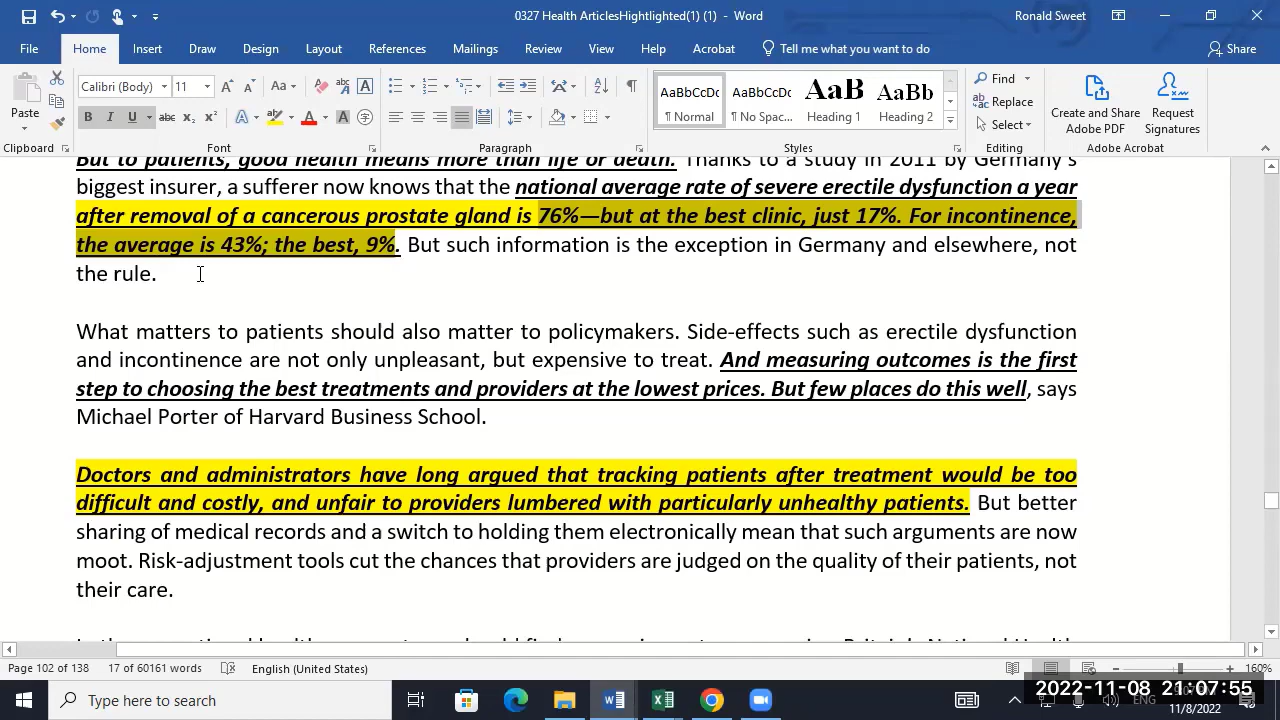 0327 Health ArticlesHightlighted(1) (1) - Word
Ronald Sweet
File Home Insert Draw Design Layout References Mailings Review View Help Acrobat Tell me what you want to do Share
Paste
Calibri (Body) 11
Find
Replace
Select
AaBbCcDc AaBbCcDc AaB AaBb
¶ Normal ¶ No Spac... Heading 1 Heading 2
Create and Share Adobe PDF
Request Signatures
Clipboard Font Paragraph Styles Editing Adobe Acrobat
But to patients, good health means more than life or death. Thanks to a study in 2011 by Germany's
biggest insurer, a sufferer now knows that the national average rate of severe erectile dysfunction a year
after removal of a cancerous prostate gland is 76%—but at the best clinic, just 17%. For incontinence,
the average is 43%; the best, 9%. But such information is the exception in Germany and elsewhere, not
the rule.
What matters to patients should also matter to policymakers. Side-effects such as erectile dysfunction
and incontinence are not only unpleasant, but expensive to treat. And measuring outcomes is the first
step to choosing the best treatments and providers at the lowest prices. But few places do this well, says
Michael Porter of Harvard Business School.
Doctors and administrators have long argued that tracking patients after treatment would be too
difficult and costly, and unfair to providers lumbered with particularly unhealthy patients. But better
sharing of medical records and a switch to holding them electronically mean that such arguments are now
moot. Risk-adjustment tools cut the chances that providers are judged on the quality of their patients, not
their care.
Page 102 of 138 17 of 60161 words English (United States) 160%
Type here to search
2022-11-08 21:07:55
ENG
11/8/2022